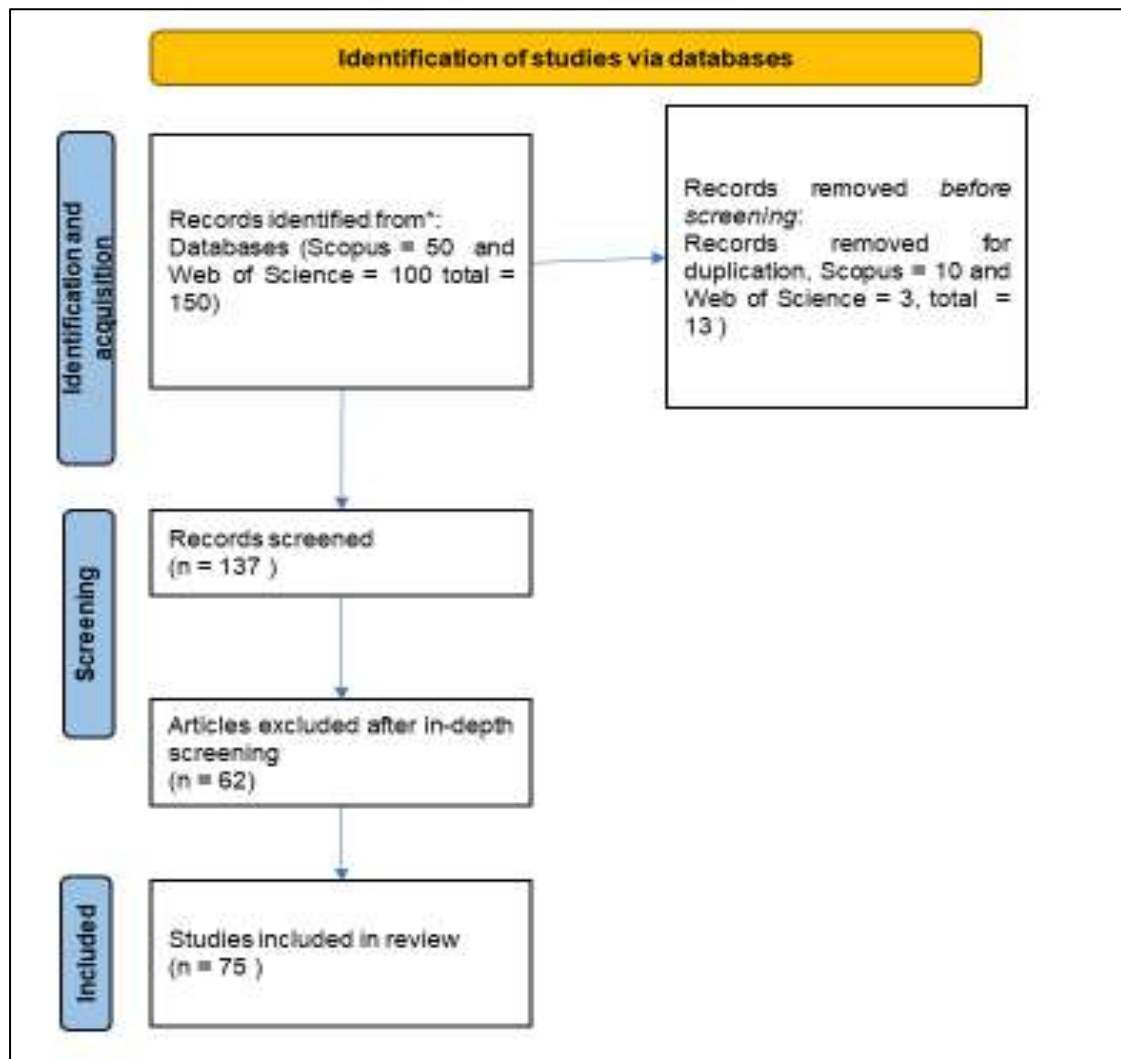 Identification of studies via databases
Identification and
acquisition
Records identified from*:
Databases (Scopus = 50 and
Web of Science = 100 total =
150)
Records removed before
screening:
Records removed for
duplication, Scopus = 10 and
Web of Science = 3, total =
13 )
Screening
Records screened
(n = 137 )
Articles excluded after in-depth
screening
(n = 62)
Included
Studies included in review
(n = 75 )